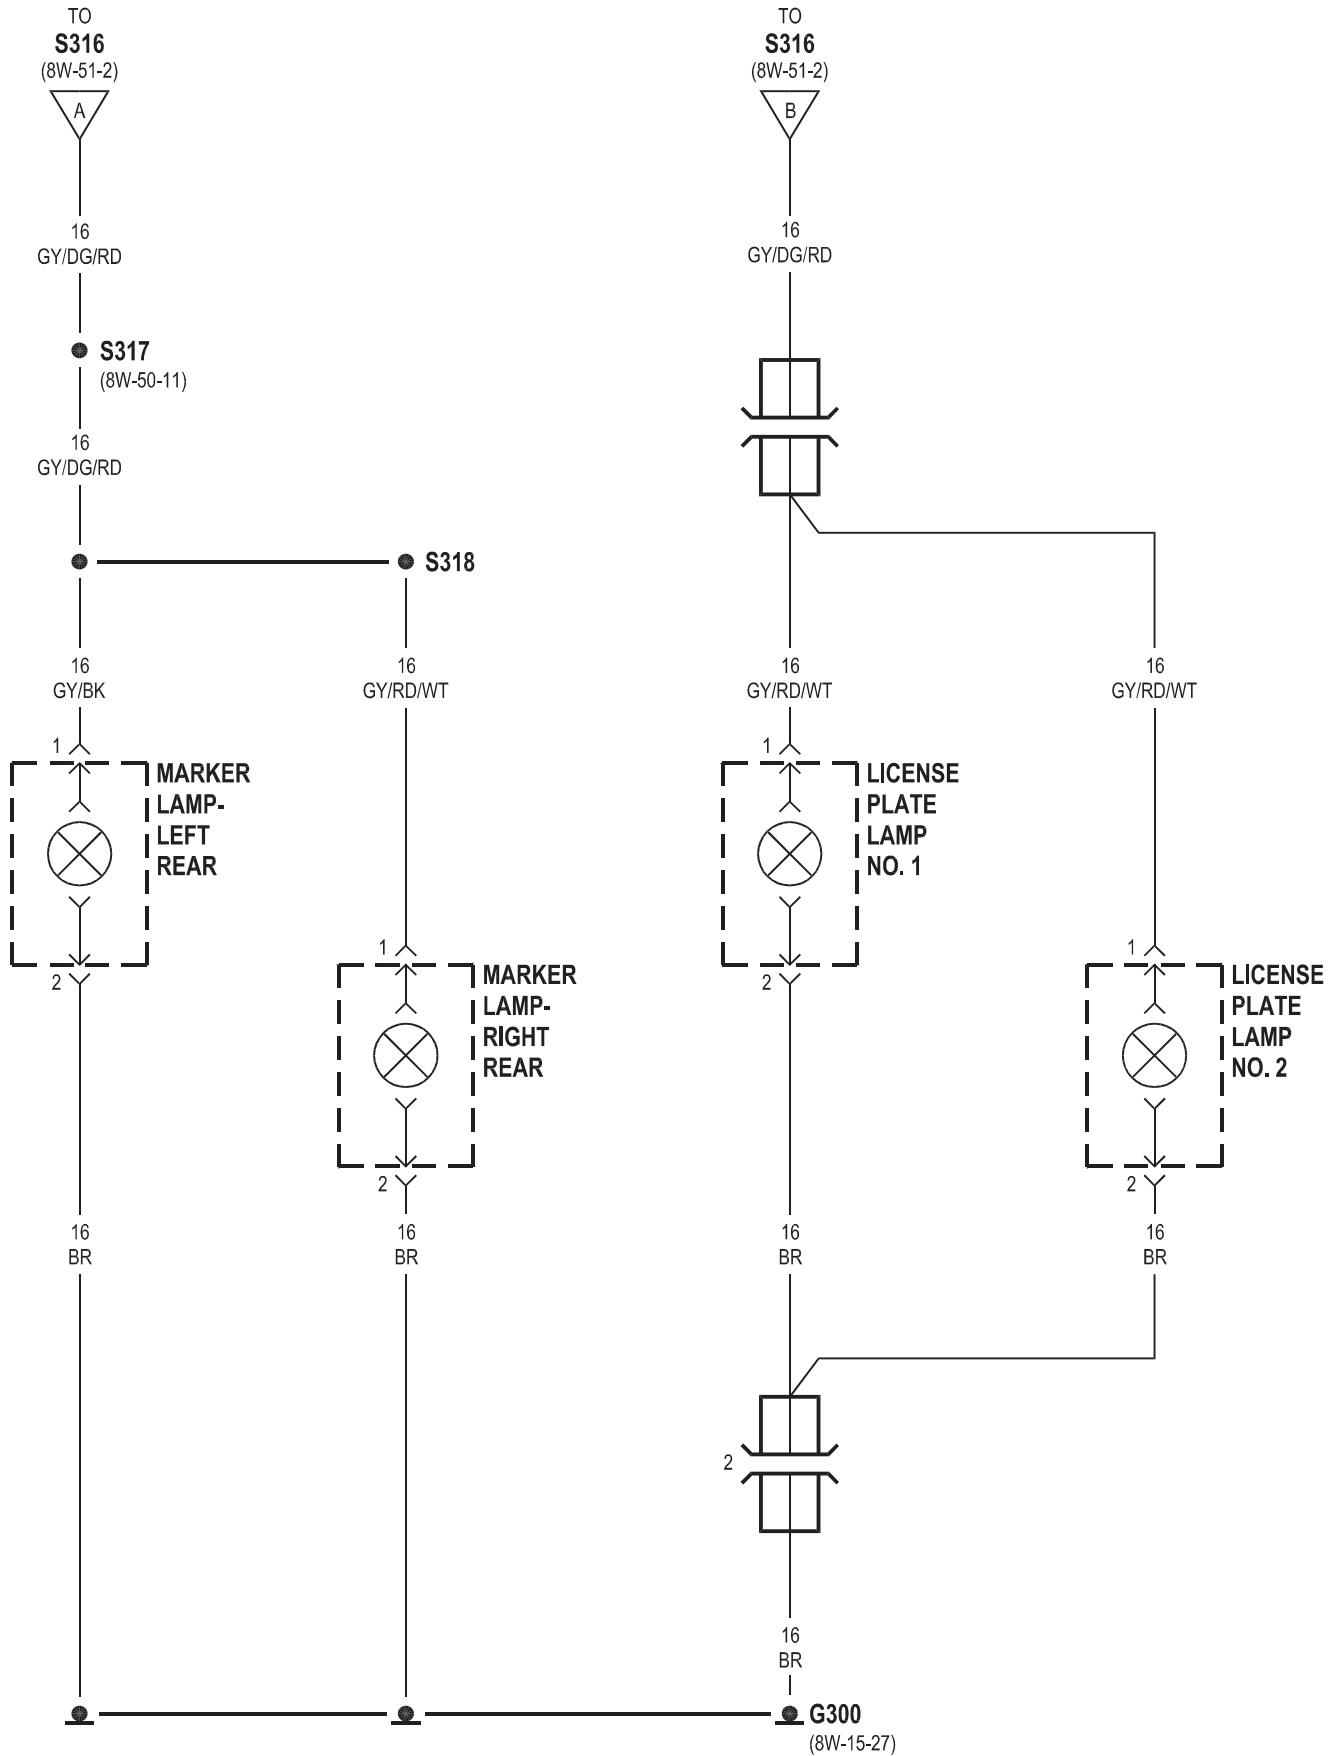 TO
S316
(8W-51-2)
A
TO
S316
(8W-51-2)
B
16
GY/DG/RD
16
GY/DG/RD
S317
(8W-50-11)
16
GY/DG/RD
S318
16
GY/BK
16
GY/RD/WT
16
GY/RD/WT
16
GY/RD/WT
1
MARKER
LAMP-
LEFT
REAR
2
1
LICENSE
PLATE
LAMP
NO. 1
2
1
MARKER
LAMP-
RIGHT
REAR
2
1
LICENSE
PLATE
LAMP
NO. 2
2
16
BR
16
BR
16
BR
16
BR
2
16
BR
G300
(8W-15-27)